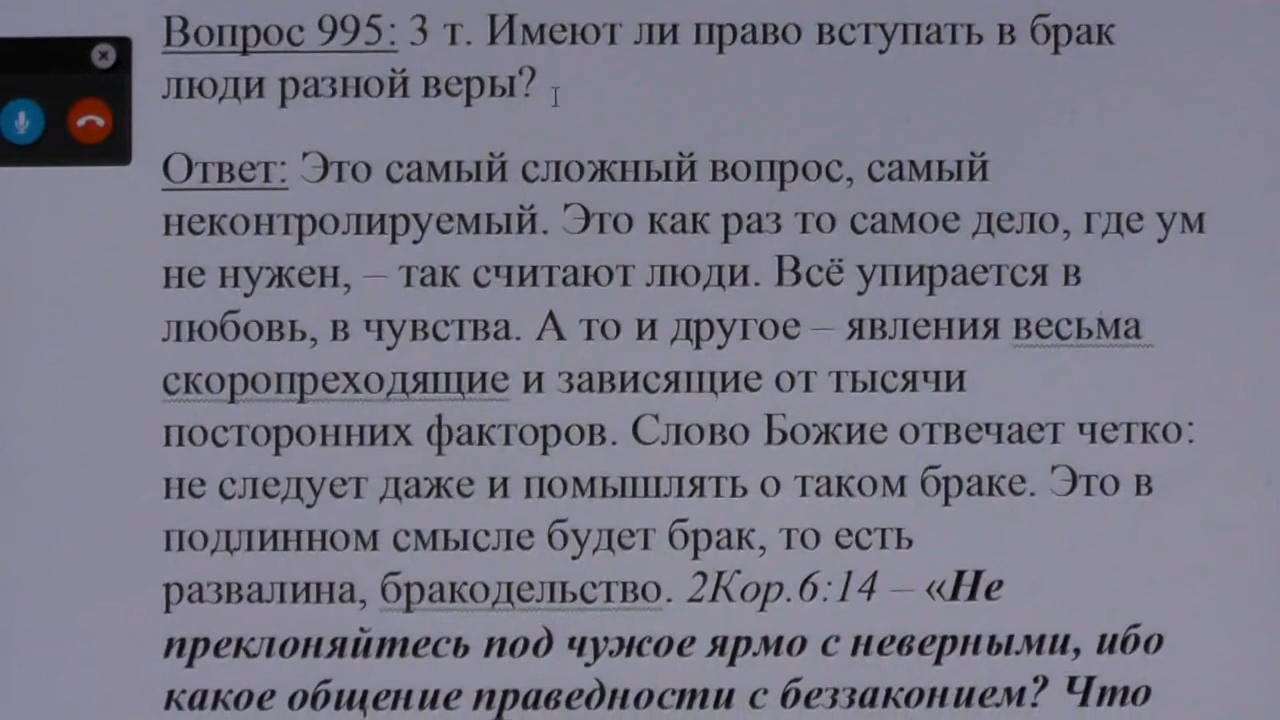 Вопрос 995: 3 т. Имеют ли право вступать в брак
люди разной веры?
Ответ: Это самый сложный вопрос, самый
неконтролируемый. Это как раз то самое дело, где ум
не нужен, – так считают люди. Всё упирается в
любовь, в чувства. А то и другое – явления весьма
скоропреходящие и зависящие от тысячи
посторонних факторов. Слово Божие отвечает четко:
не следует даже и помышлять о таком браке. Это в
подлинном смысле будет брак, то есть
развалина, бракодельство. 2Кор.6:14 – «Не
преклоняйтесь под чужое ярмо с неверными, ибо
какое общение праведности с беззаконием? Что